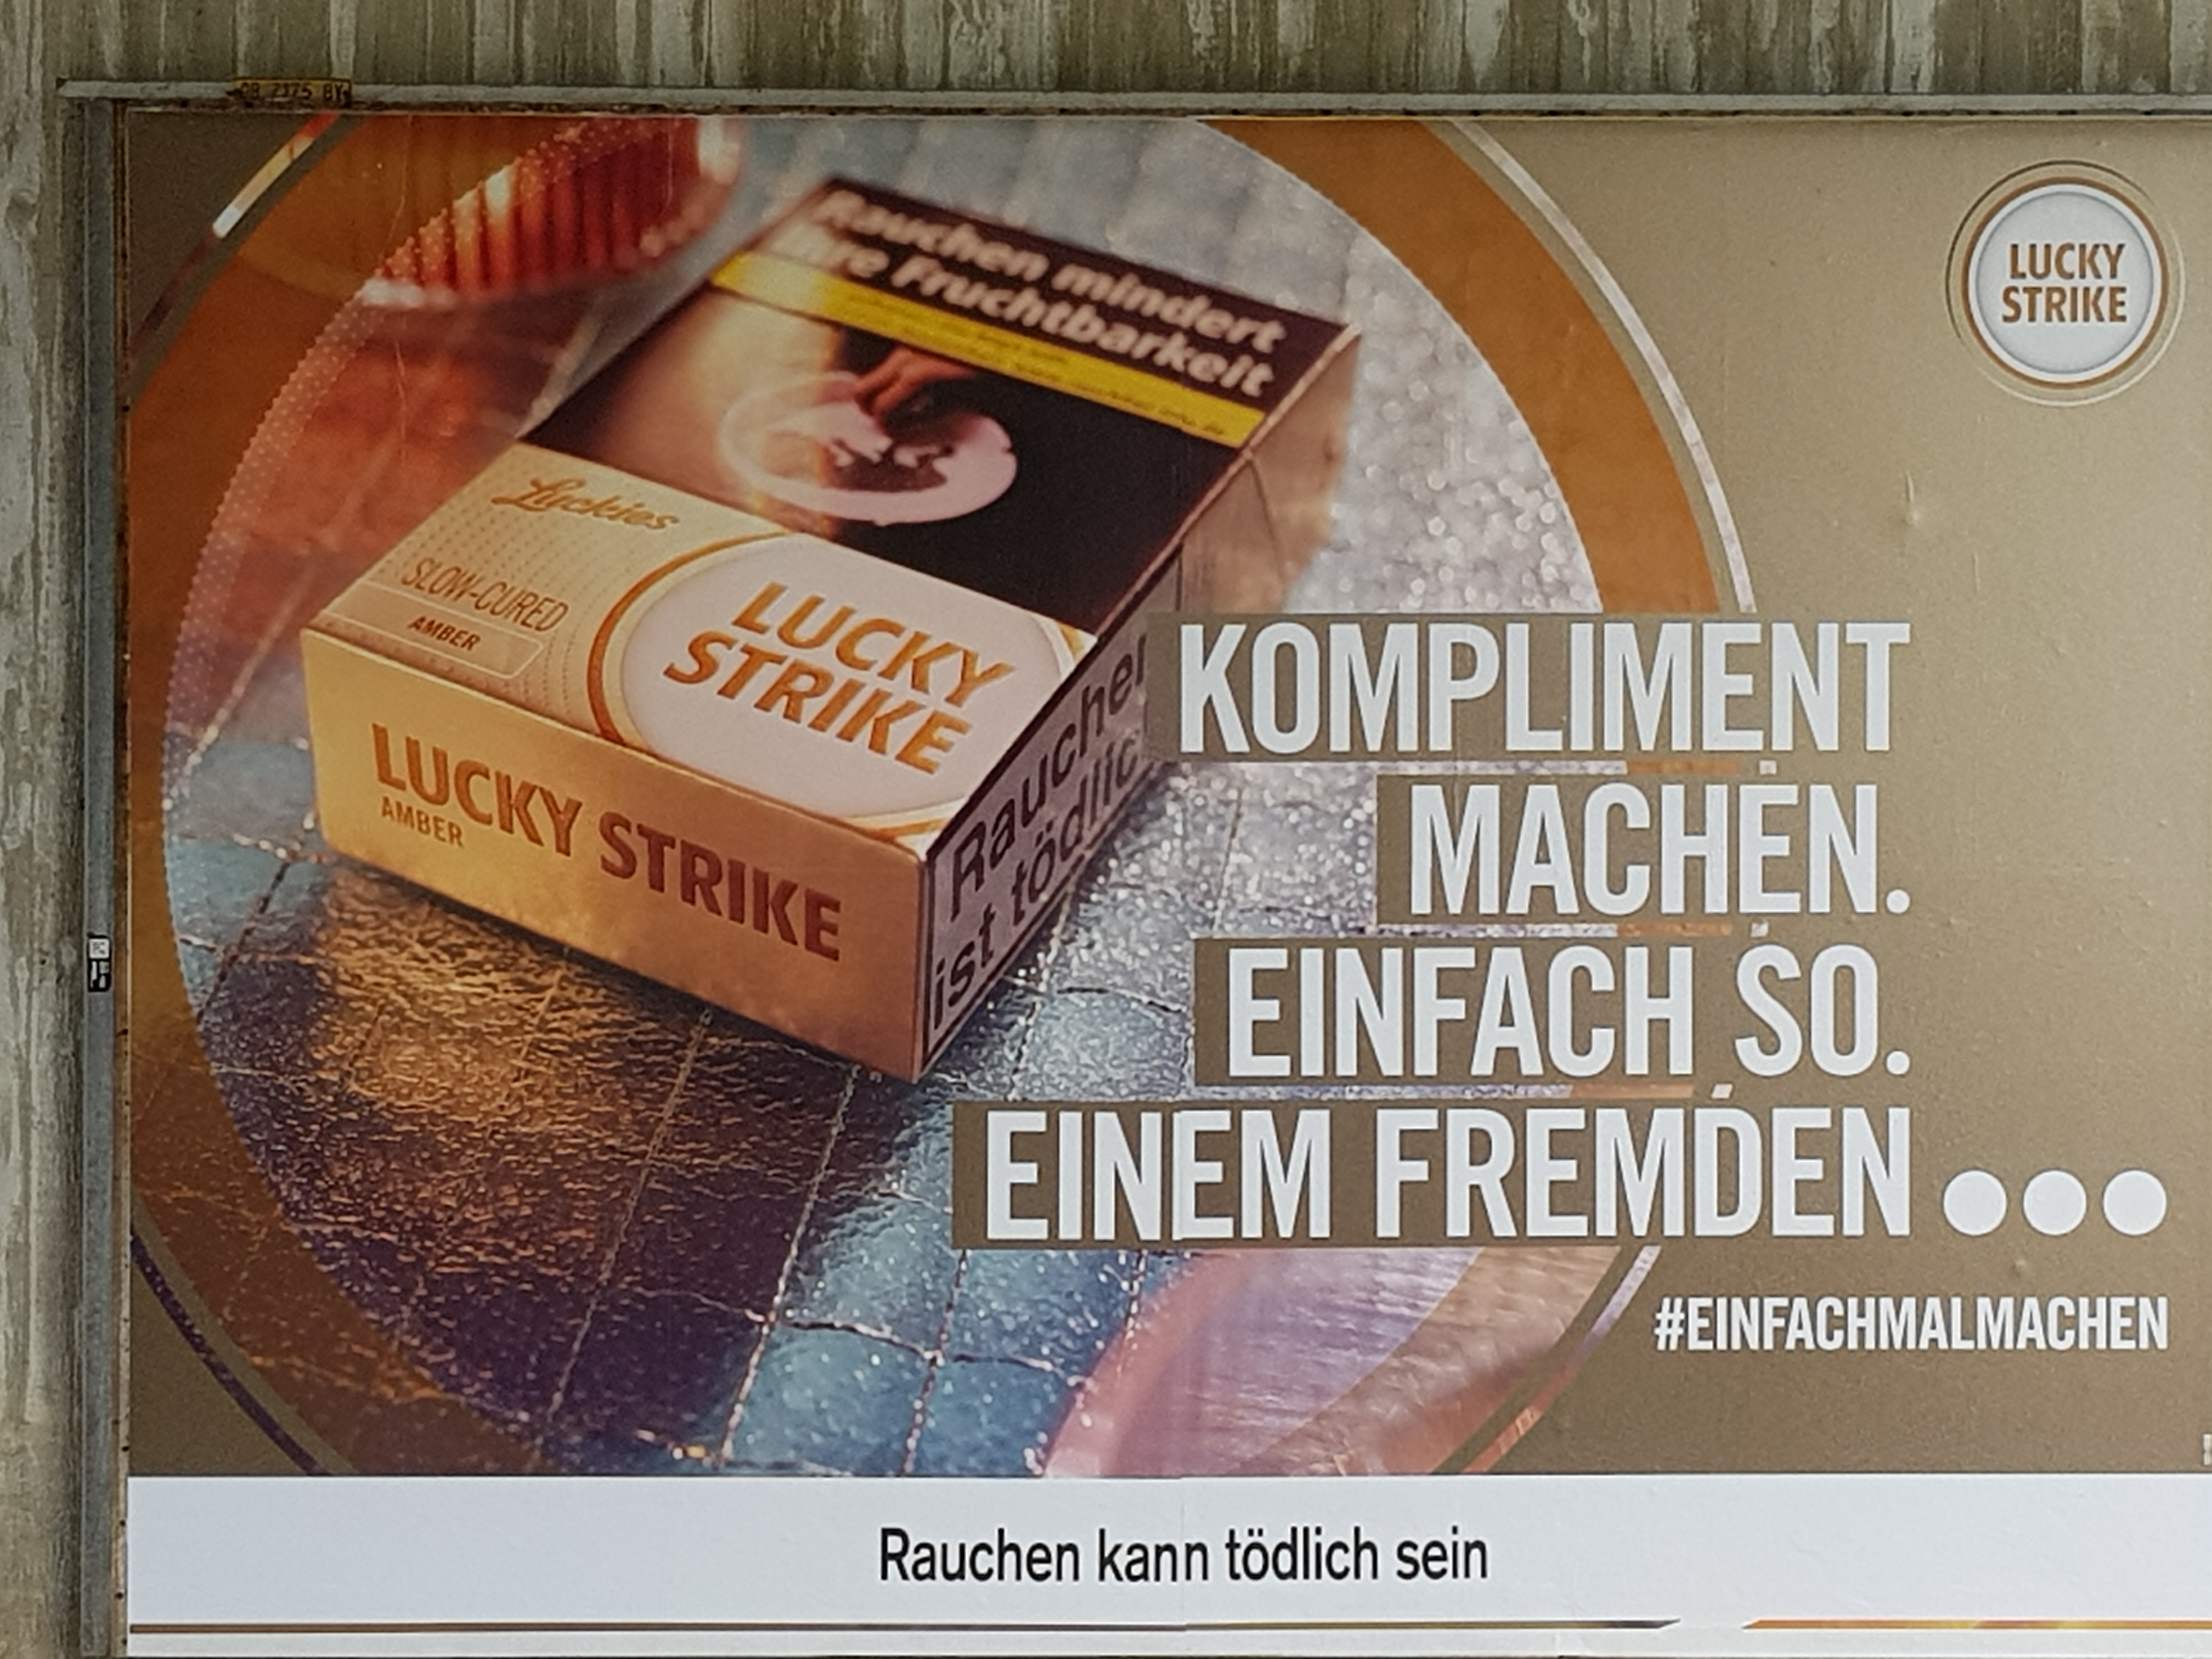 LUCKY
STRIKE
Rauchen mindert
Ihre Fruchtbarkeit
Luckies
SLOW-CURED
AMBER
LUCKY
STRIKE
LUCKY STRIKE
AMBER
Rauchen
ist tödlic
KOMPLIMENT
MACHEN.
EINFACH SO.
EINEM FREMDEN ●●●
#EINFACHMALMACHEN
Rauchen kann tödlich sein